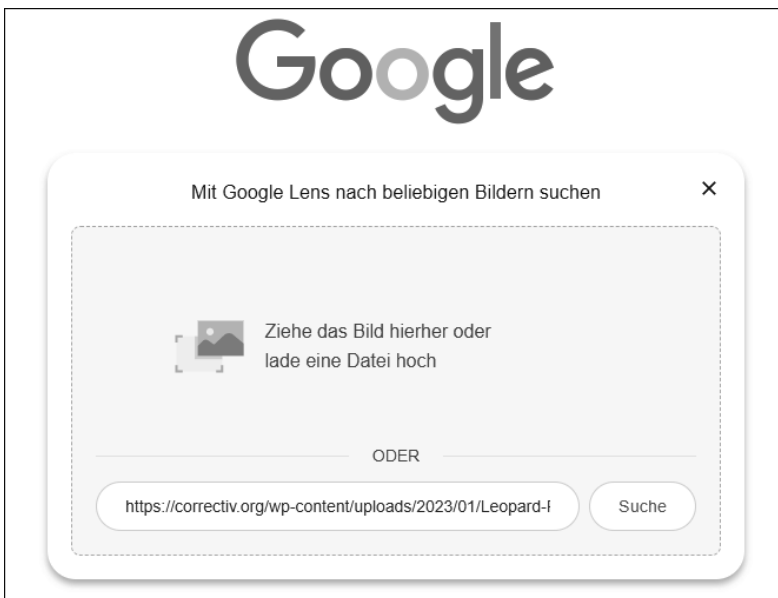 Google
Mit Google Lens nach beliebigen Bildern suchen
Ziehe das Bild hierher oder
lade eine Datei hoch
ODER
https://correctiv.org/wp-content/uploads/2023/01/Leopard-
Suche